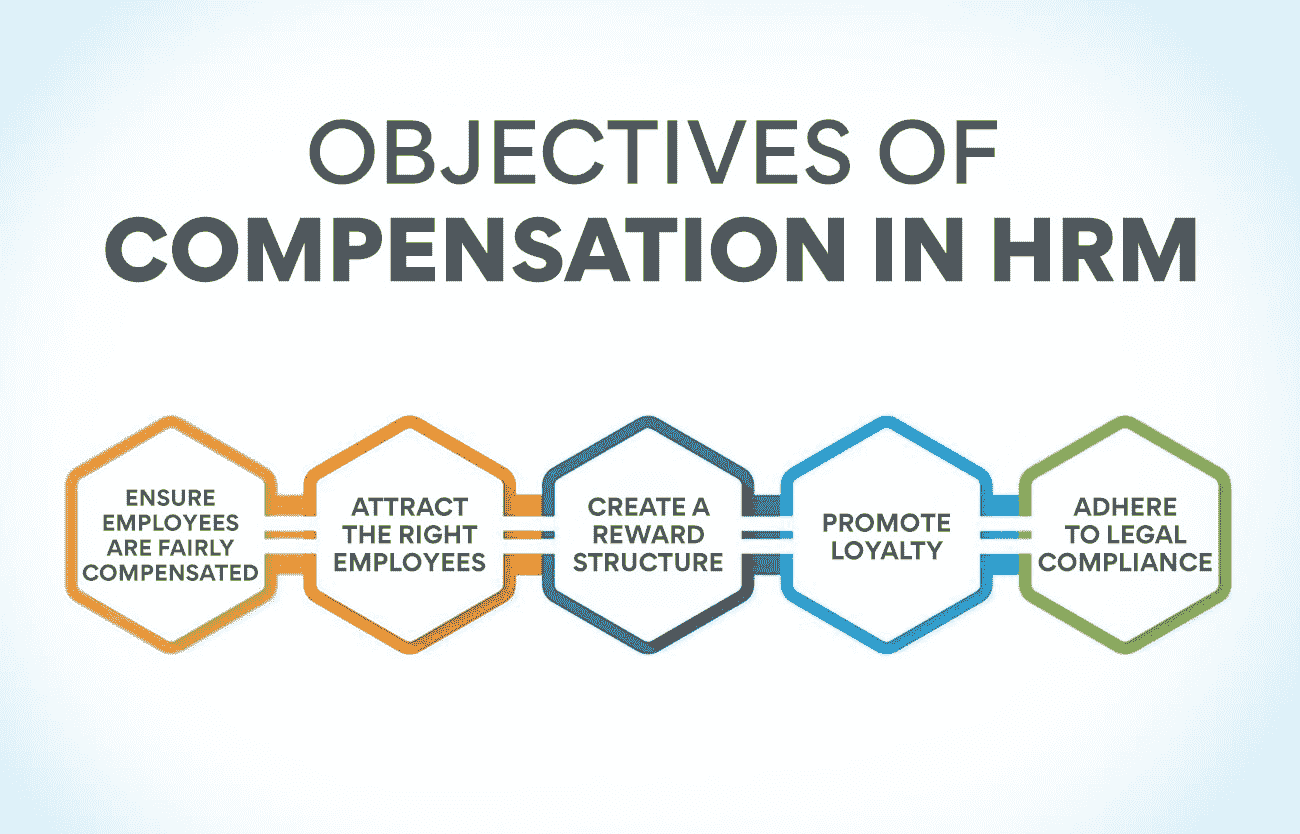 OBJECTIVES OF
COMPENSATION IN HRM
ENSURE
EMPLOYEES
ARE FAIRLY
COMPENSATED
ATTRACT
THE RIGHT
EMPLOYEES
CREATE A
REWARD
STRUCTURE
PROMOTE
LOYALTY
ADHERE
TO LEGAL
COMPLIANCE